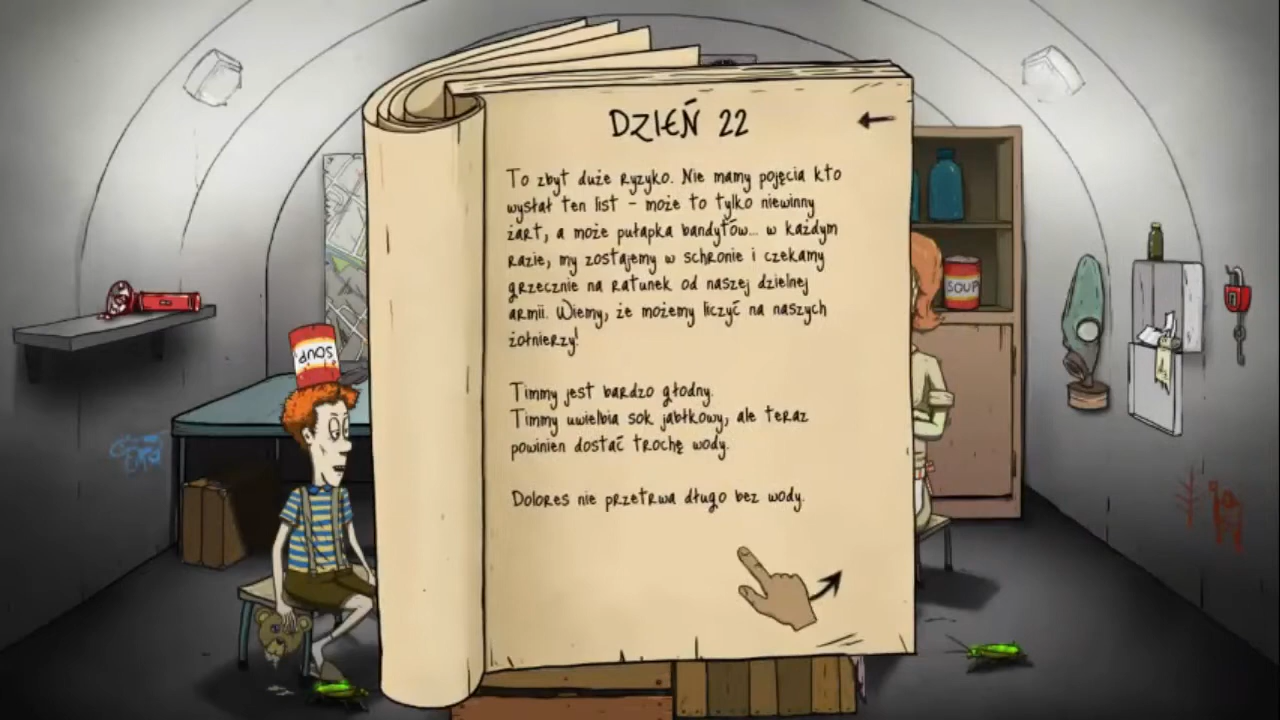 DZIEŃ 22
To zbyt duże ryzyko. Nie mamy pojęcia kto
wysłał ten list - może to tylko niewinny
żart, a może pułapka bandytów... w każdym
razie, my zostajemy w schronie i czekamy
grzecznie na ratunek od naszej dzielnej
armii. Wiemy, że możemy liczyć na naszych
żołnierzy!
Timmy jest bardzo głodny.
Timmy uwielbia sok jabłkowy, ale teraz
powinien dostać trochę wody.
Dolores nie przetrwa długo bez wody.
SOUP
SOUP